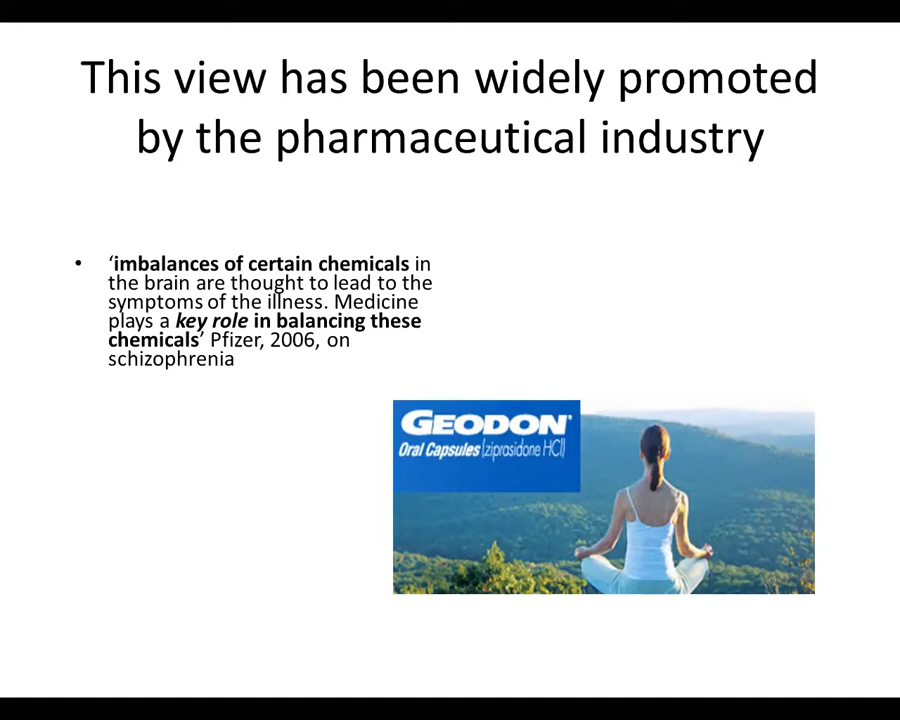 This view has been widely promoted
by the pharmaceutical industry
• ‘imbalances of certain chemicals in
the brain are thought to lead to the
symptoms of the illness. Medicine
plays a key role in balancing these
chemicals’ Pfizer, 2006, on
schizophrenia
GEODON®
Oral Capsules (ziprasidone HCl)